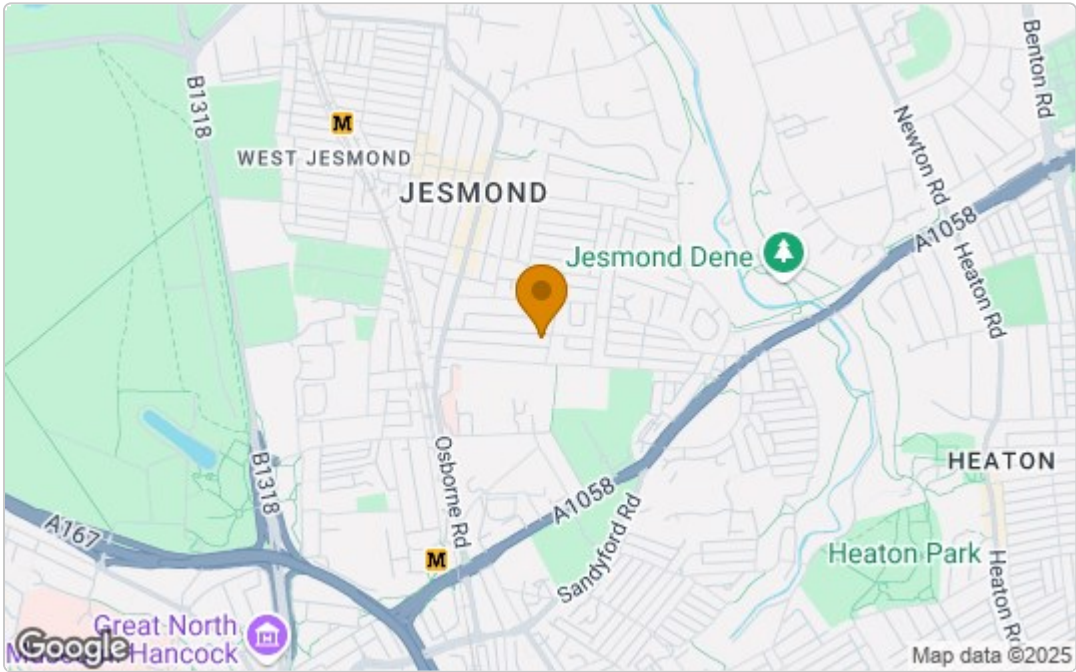 Benton Rd
B1318
Newton Rd
M
WEST JESMOND
JESMOND
A1058
Jesmond Dene
Heaton Rd
Osborne Rd
B1318
HEATON
A1058
A167
Sandyford Rd
M
Heaton Park
Heaton Rd
Great North
Hancock
Google
Map data ©2025